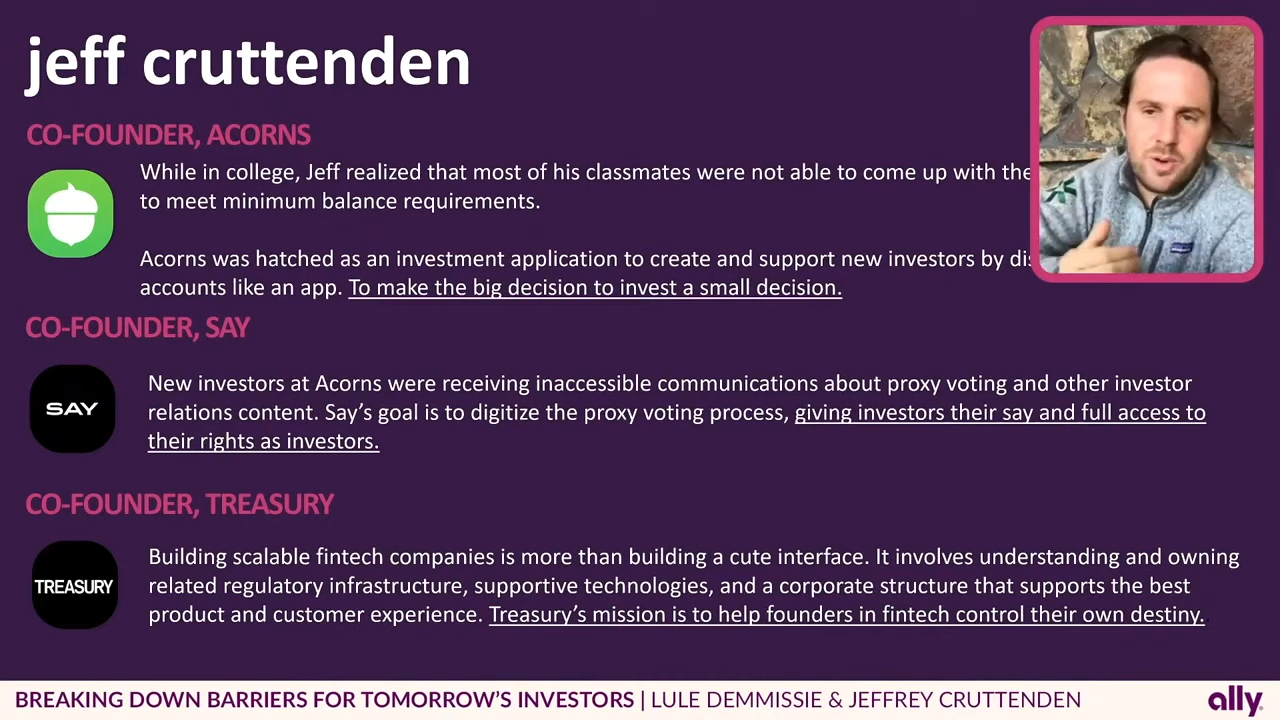 jeff cruttenden
CO-FOUNDER, ACORNS
While in college, Jeff realized that most of his classmates were not able to come up with the
to meet minimum balance requirements.
Acorns was hatched as an investment application to create and support new investors by
accounts like an app. To make the big decision to invest a small decision.
CO-FOUNDER, SAY
SAY
New investors at Acorns were receiving inaccessible communications about proxy voting and other investor
relations content. Say’s goal is to digitize the proxy voting process, giving investors their say and full access to
their rights as investors.
CO-FOUNDER, TREASURY
TREASURY
Building scalable fintech companies is more than building a cute interface. It involves understanding and owning
related regulatory infrastructure, supportive technologies, and a corporate structure that supports the best
product and customer experience. Treasury’s mission is to help founders in fintech control their own destiny..
BREAKING DOWN BARRIERS FOR TOMORROW’S INVESTORS | LULE DEMMISSIE & JEFFREY CRUTTENDEN
ally